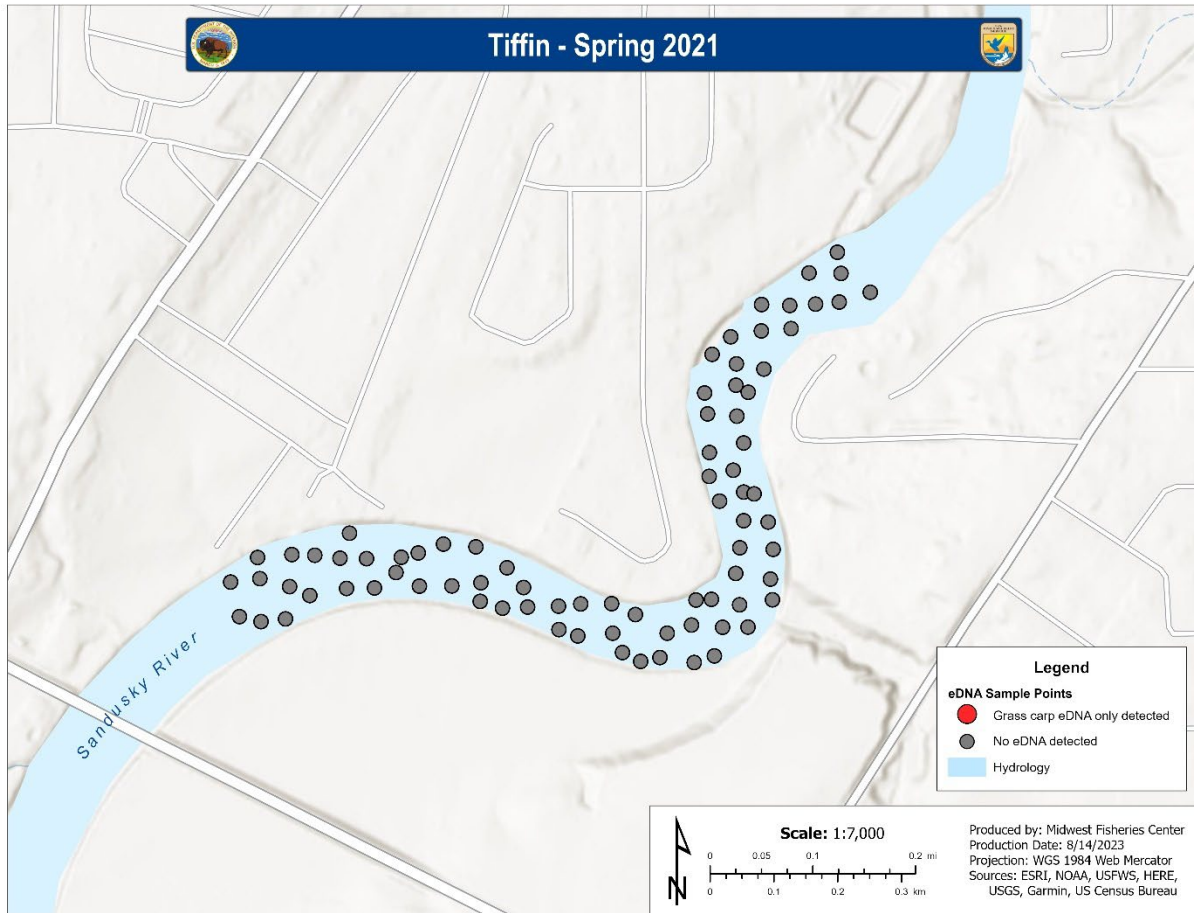 Tiffin - Spring 2021
Sandusky River
Legend
eDNA Sample Points
Grass carp eDNA only detected
No eDNA detected
Hydrology
N
Scale: 1:7,000
0 0.05 0.1 0.2 mi
0 0.1 0.2 0.3 km
Produced by: Midwest Fisheries Center
Production Date: 8/14/2023
Projection: WGS 1984 Web Mercator
Sources: ESRI, NOAA, USFWS, HERE,
USGS, Garmin, US Census Bureau